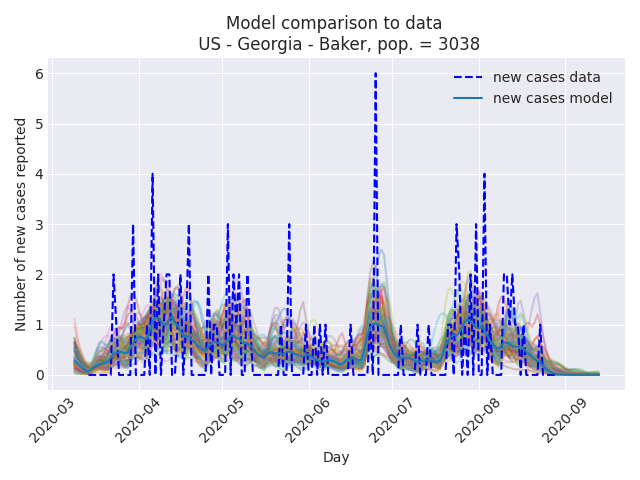 Model comparison to data
US - Georgia - Baker, pop. = 3038
new cases data
new cases model
Number of new cases reported
6
5
4
3
2
1
0
2020-03
2020-04
2020-05
2020-06
2020-07
2020-08
2020-09
Day